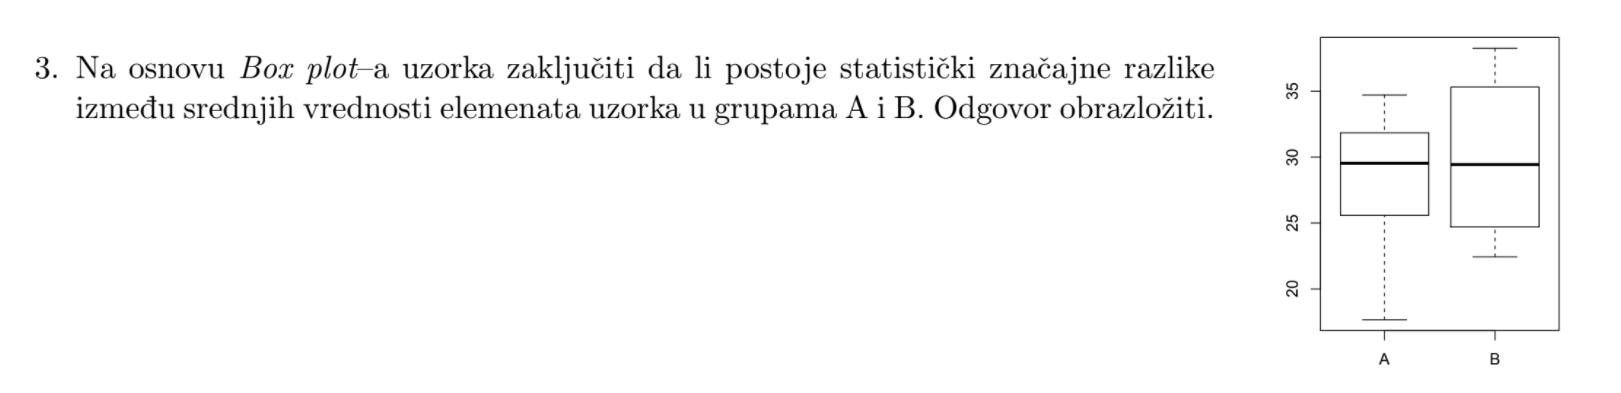 3. Na osnovu Box plot–a uzorka zaključiti da li postoje statistički značajne razlike
između srednjih vrednosti elemenata uzorka u grupama A i B. Odgovor obrazložiti.
35
30
25
20
A
B